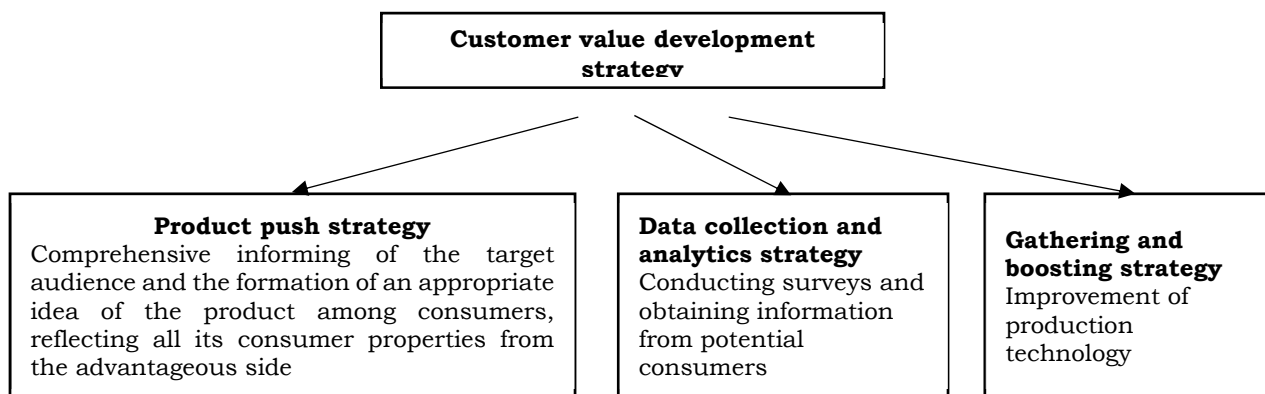 Customer value development
strategy
Product push strategy
Comprehensive informing of the target
audience and the formation of an appropriate
idea of the product among consumers,
reflecting all its consumer properties from
the advantageous side
Data collection and
analytics strategy
Conducting surveys and
obtaining information
from potential
consumers
Gathering and
boosting strategy
Improvement of
production
technology